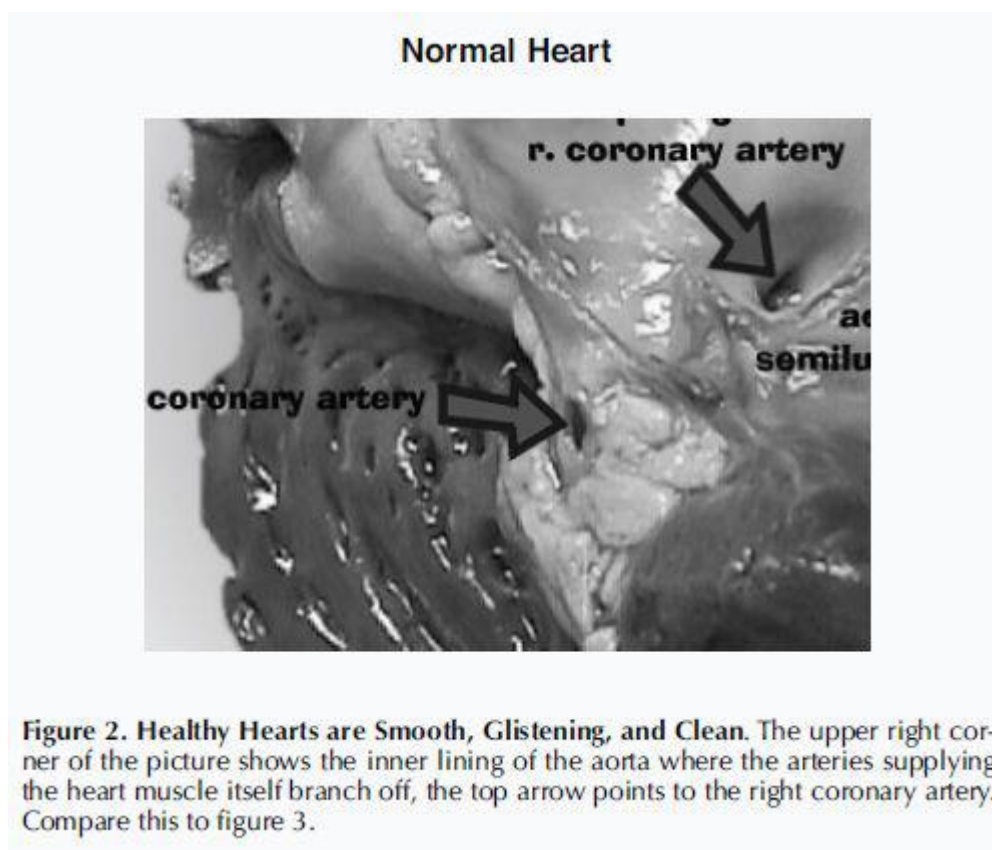 Normal Heart
r. coronary artery
semilu
coronary artery
Figure 2. Healthy Hearts are Smooth, Glistening, and Clean. The upper right cor-
ner of the picture shows the inner lining of the aorta where the arteries supplying
the heart muscle itself branch off, the top arrow points to the right coronary artery.
Compare this to figure 3.